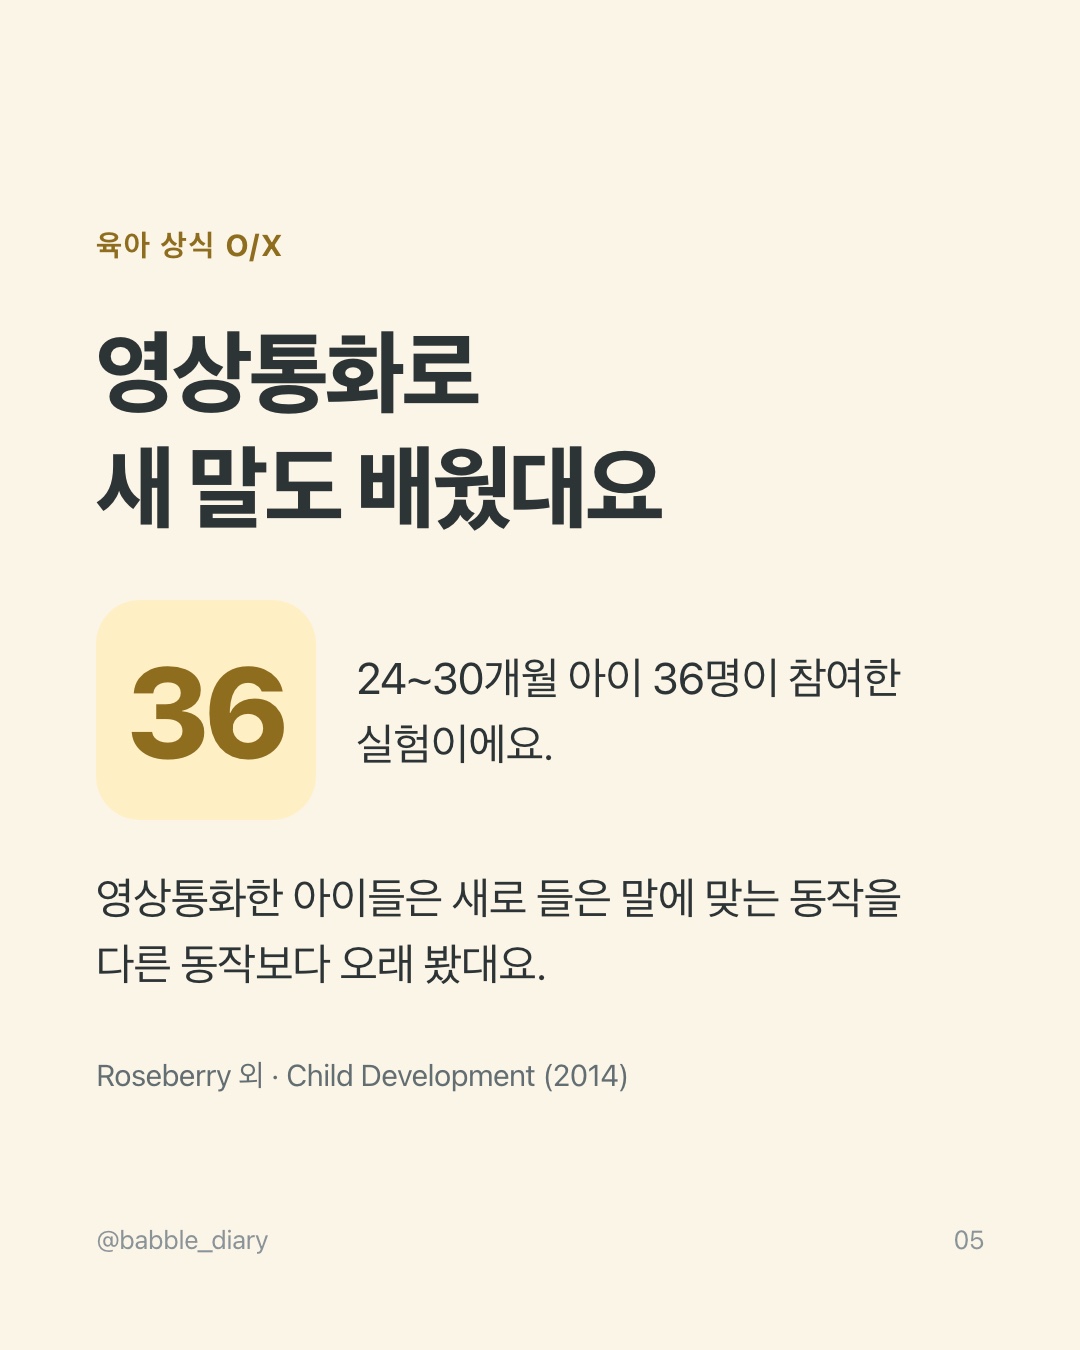 육아 상식 O/X
영상통화로
새 말도 배웠대요
36
24~30개월 아이 36명이 참여한
실험이에요.
영상통화한 아이들은 새로 들은 말에 맞는 동작을
다른 동작보다 오래 봤대요.
Roseberry 외 · Child Development (2014)
@babble_diary
05